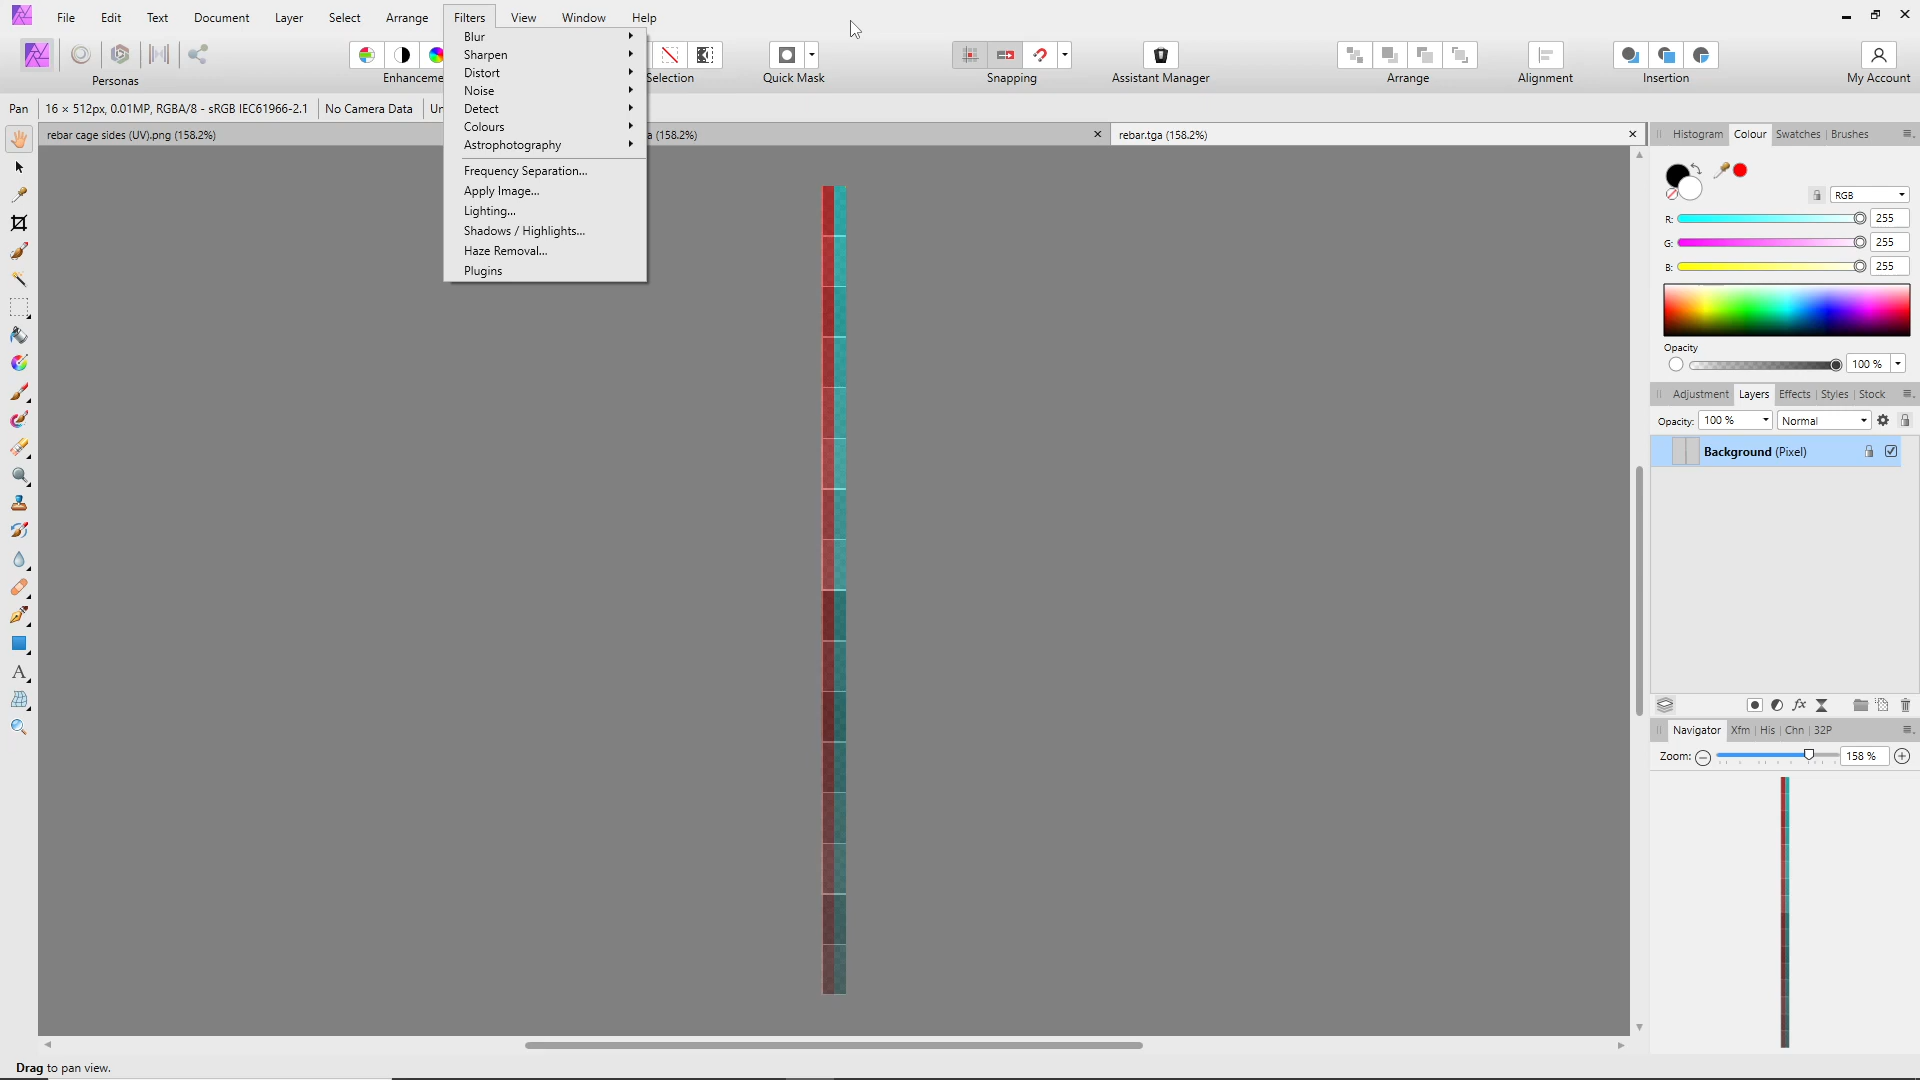 File Edit Text Document Layer Select Arrange Filters View Window Help
Personas
Enhanceme
Selection
Quick Mask
Snapping
Assistant Manager
Arrange
Alignment
Insertion
My Account
Pan 16 × 512px, 0.01MP, RGBA/8 - sRGB IEC61966-2.1 No Camera Data Un
rebar cage sides (UV).png (158.2%)
a (158.2%)
rebar.tga (158.2%)
Blur
Sharpen
Distort
Noise
Detect
Colours
Astrophotography
Frequency Separation...
Apply Image...
Lighting...
Shadows / Highlights...
Haze Removal...
Plugins
Histogram Colour Swatches Brushes
RGB
R: 255
G: 255
B: 255
Opacity
100 %
Adjustment Layers Effects Styles Stock
Opacity: 100 % Normal
Background (Pixel)
Navigator Xfm His Chn 32P
Zoom: 158 %
Drag to pan view.